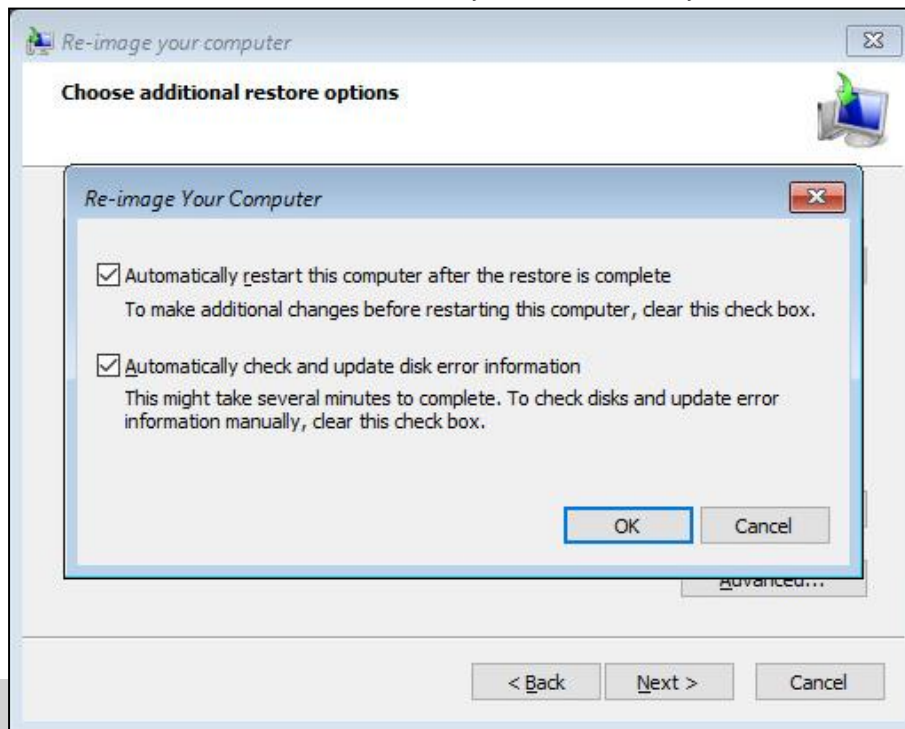 Re-image your computer
Choose additional restore options
Re-image Your Computer
Automatically restart this computer after the restore is complete
To make additional changes before restarting this computer, clear this check box.
Automatically check and update disk error information
This might take several minutes to complete. To check disks and update error
information manually, clear this check box.
OK Cancel
Advanced...
< Back Next > Cancel